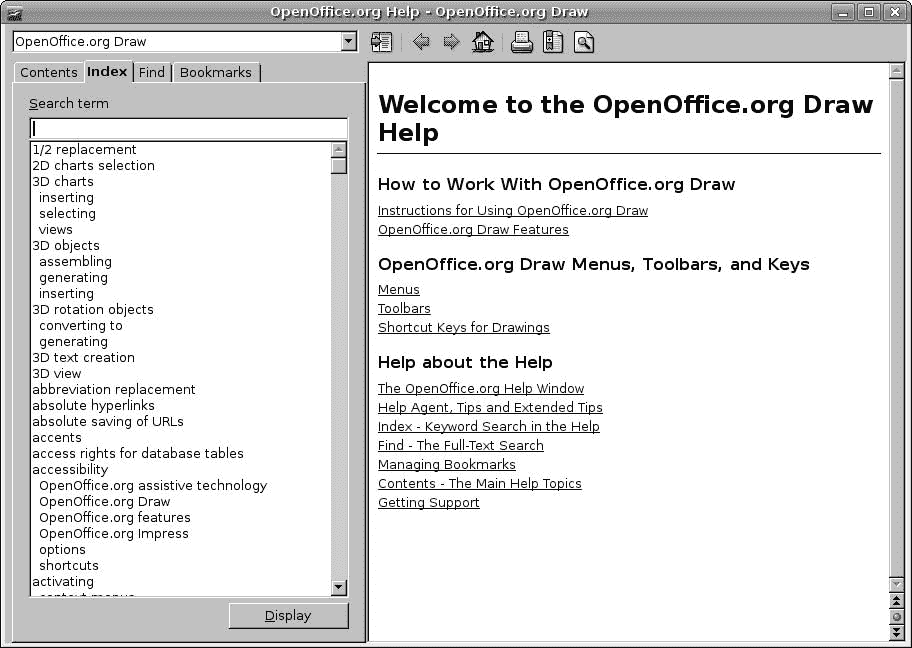 OpenOffice.org Help - OpenOffice.org Draw
OpenOffice.org Draw
Contents Index Find Bookmarks
Search term
1/2 replacement
2D charts selection
3D charts
inserting
selecting
views
3D objects
assembling
generating
inserting
3D rotation objects
converting to
generating
3D text creation
3D view
abbreviation replacement
absolute hyperlinks
absolute saving of URLs
accents
access rights for database tables
accessibility
OpenOffice.org assistive technology
OpenOffice.org Draw
OpenOffice.org features
OpenOffice.org Impress
options
shortcuts
activating
Display
Welcome to the OpenOffice.org Draw
Help
How to Work With OpenOffice.org Draw
Instructions for Using OpenOffice.org Draw
OpenOffice.org Draw Features
OpenOffice.org Draw Menus, Toolbars, and Keys
Menus
Toolbars
Shortcut Keys for Drawings
Help about the Help
The OpenOffice.org Help Window
Help Agent, Tips and Extended Tips
Index - Keyword Search in the Help
Find - The Full-Text Search
Managing Bookmarks
Contents - The Main Help Topics
Getting Support